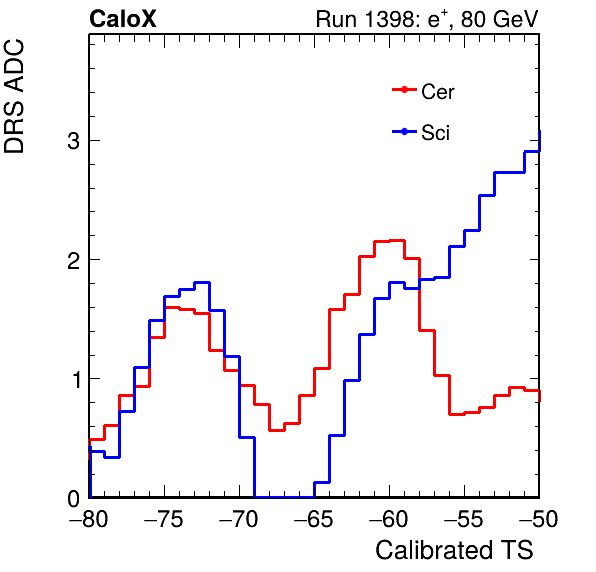 CaloX Run 1398: e⁺, 80 GeV
DRS ADC
Cer
Sci
3
2
1
0
−80 −75 −70 −65 −60 −55 −50
Calibrated TS